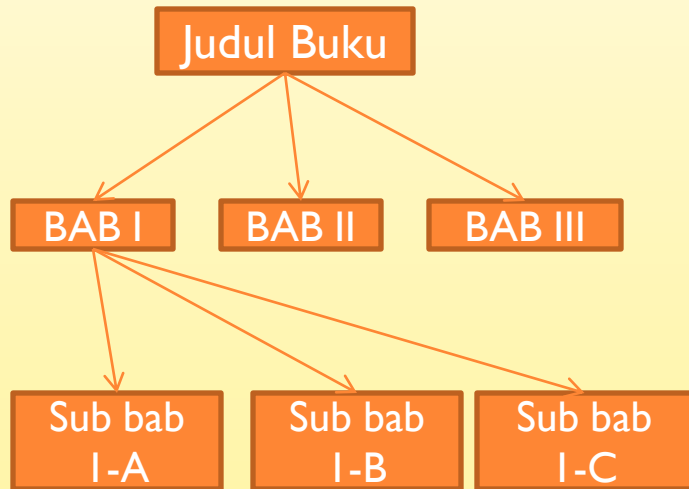 Judul Buku
BAB I
BAB II
BAB III
Sub bab
I-A
Sub bab
I-B
Sub bab
I-C